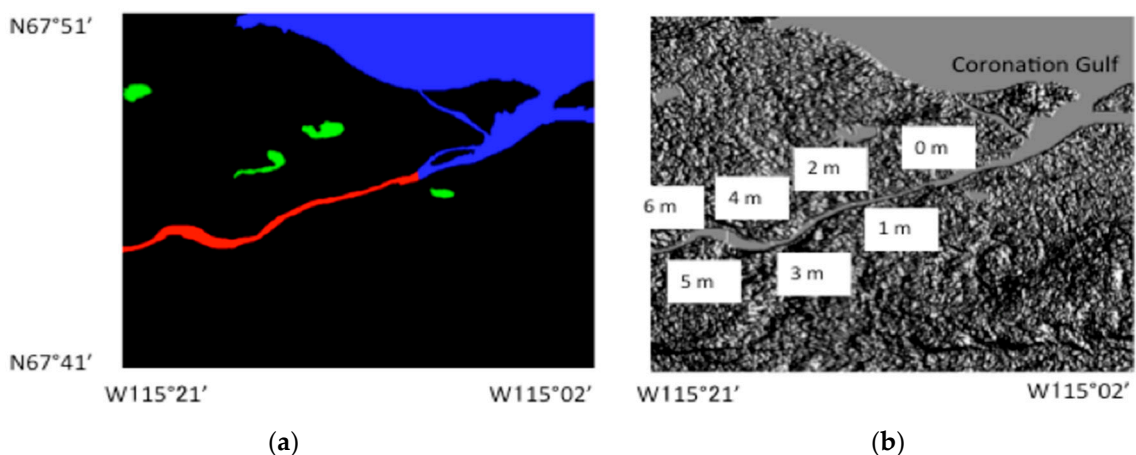 N67°51′
Coronation Gulf
0 m
2 m
4 m
6 m
1 m
3 m
5 m
N67°41′
W115°21′
W115°02′
W115°21′
W115°02′
(a)
(b)